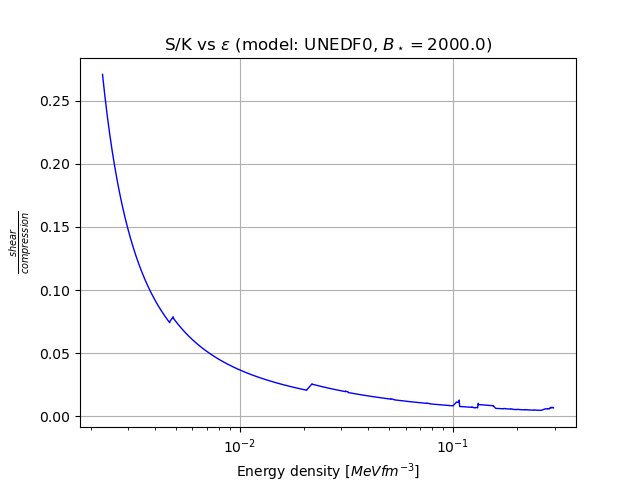 S/K vs ε (model: UNEDF0, B⋆ = 2000.0)
0.25
0.20
0.15
0.10
0.05
0.00
shear
compression
10⁻² 10⁻¹
Energy density [MeVfm⁻³]